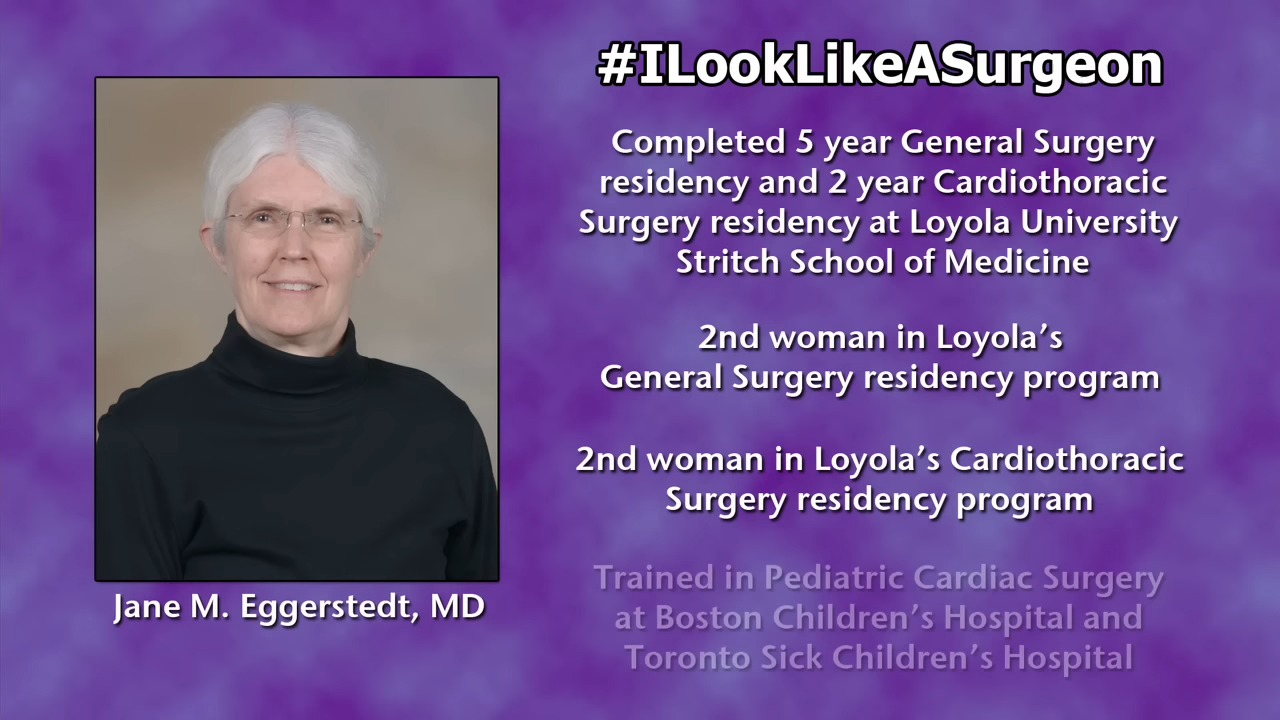 #ILookLikeASurgeon
Completed 5 year General Surgery
residency and 2 year Cardiothoracic
Surgery residency at Loyola University
Stritch School of Medicine
2nd woman in Loyola’s
General Surgery residency program
2nd woman in Loyola’s Cardiothoracic
Surgery residency program
Trained in Pediatric Cardiac Surgery
at Boston Children’s Hospital and
Toronto Sick Children’s Hospital
Jane M. Eggerstedt, MD